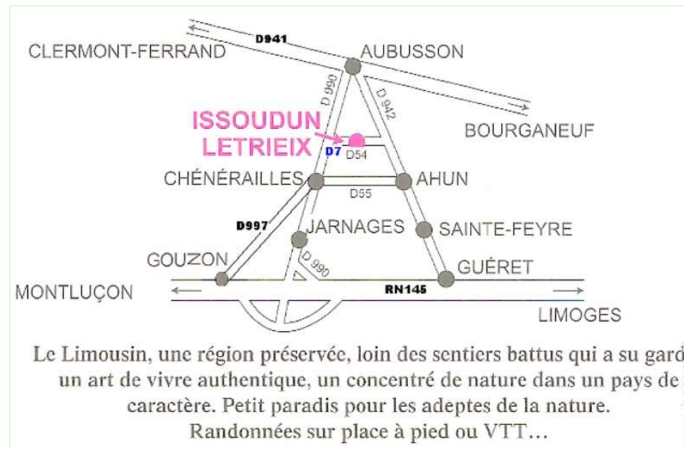 D941
CLERMONT-FERRAND
AUBUSSON
D 990
D 942
BOURGANEUF
ISSOUDUN
LETRIEIX
D7
D54
CHÉNÉRAILLES
AHUN
D55
D997
JARNAGES
SAINTE-FEYRE
GOUZON
D 990
GUÉRET
MONTLUÇON
RN145
LIMOGES
Le Limousin, une région préservée, loin des sentiers battus qui a su gard
un art de vivre authentique, un concentré de nature dans un pays de
caractère. Petit paradis pour les adeptes de la nature.
Randonnées sur place à pied ou VTT...